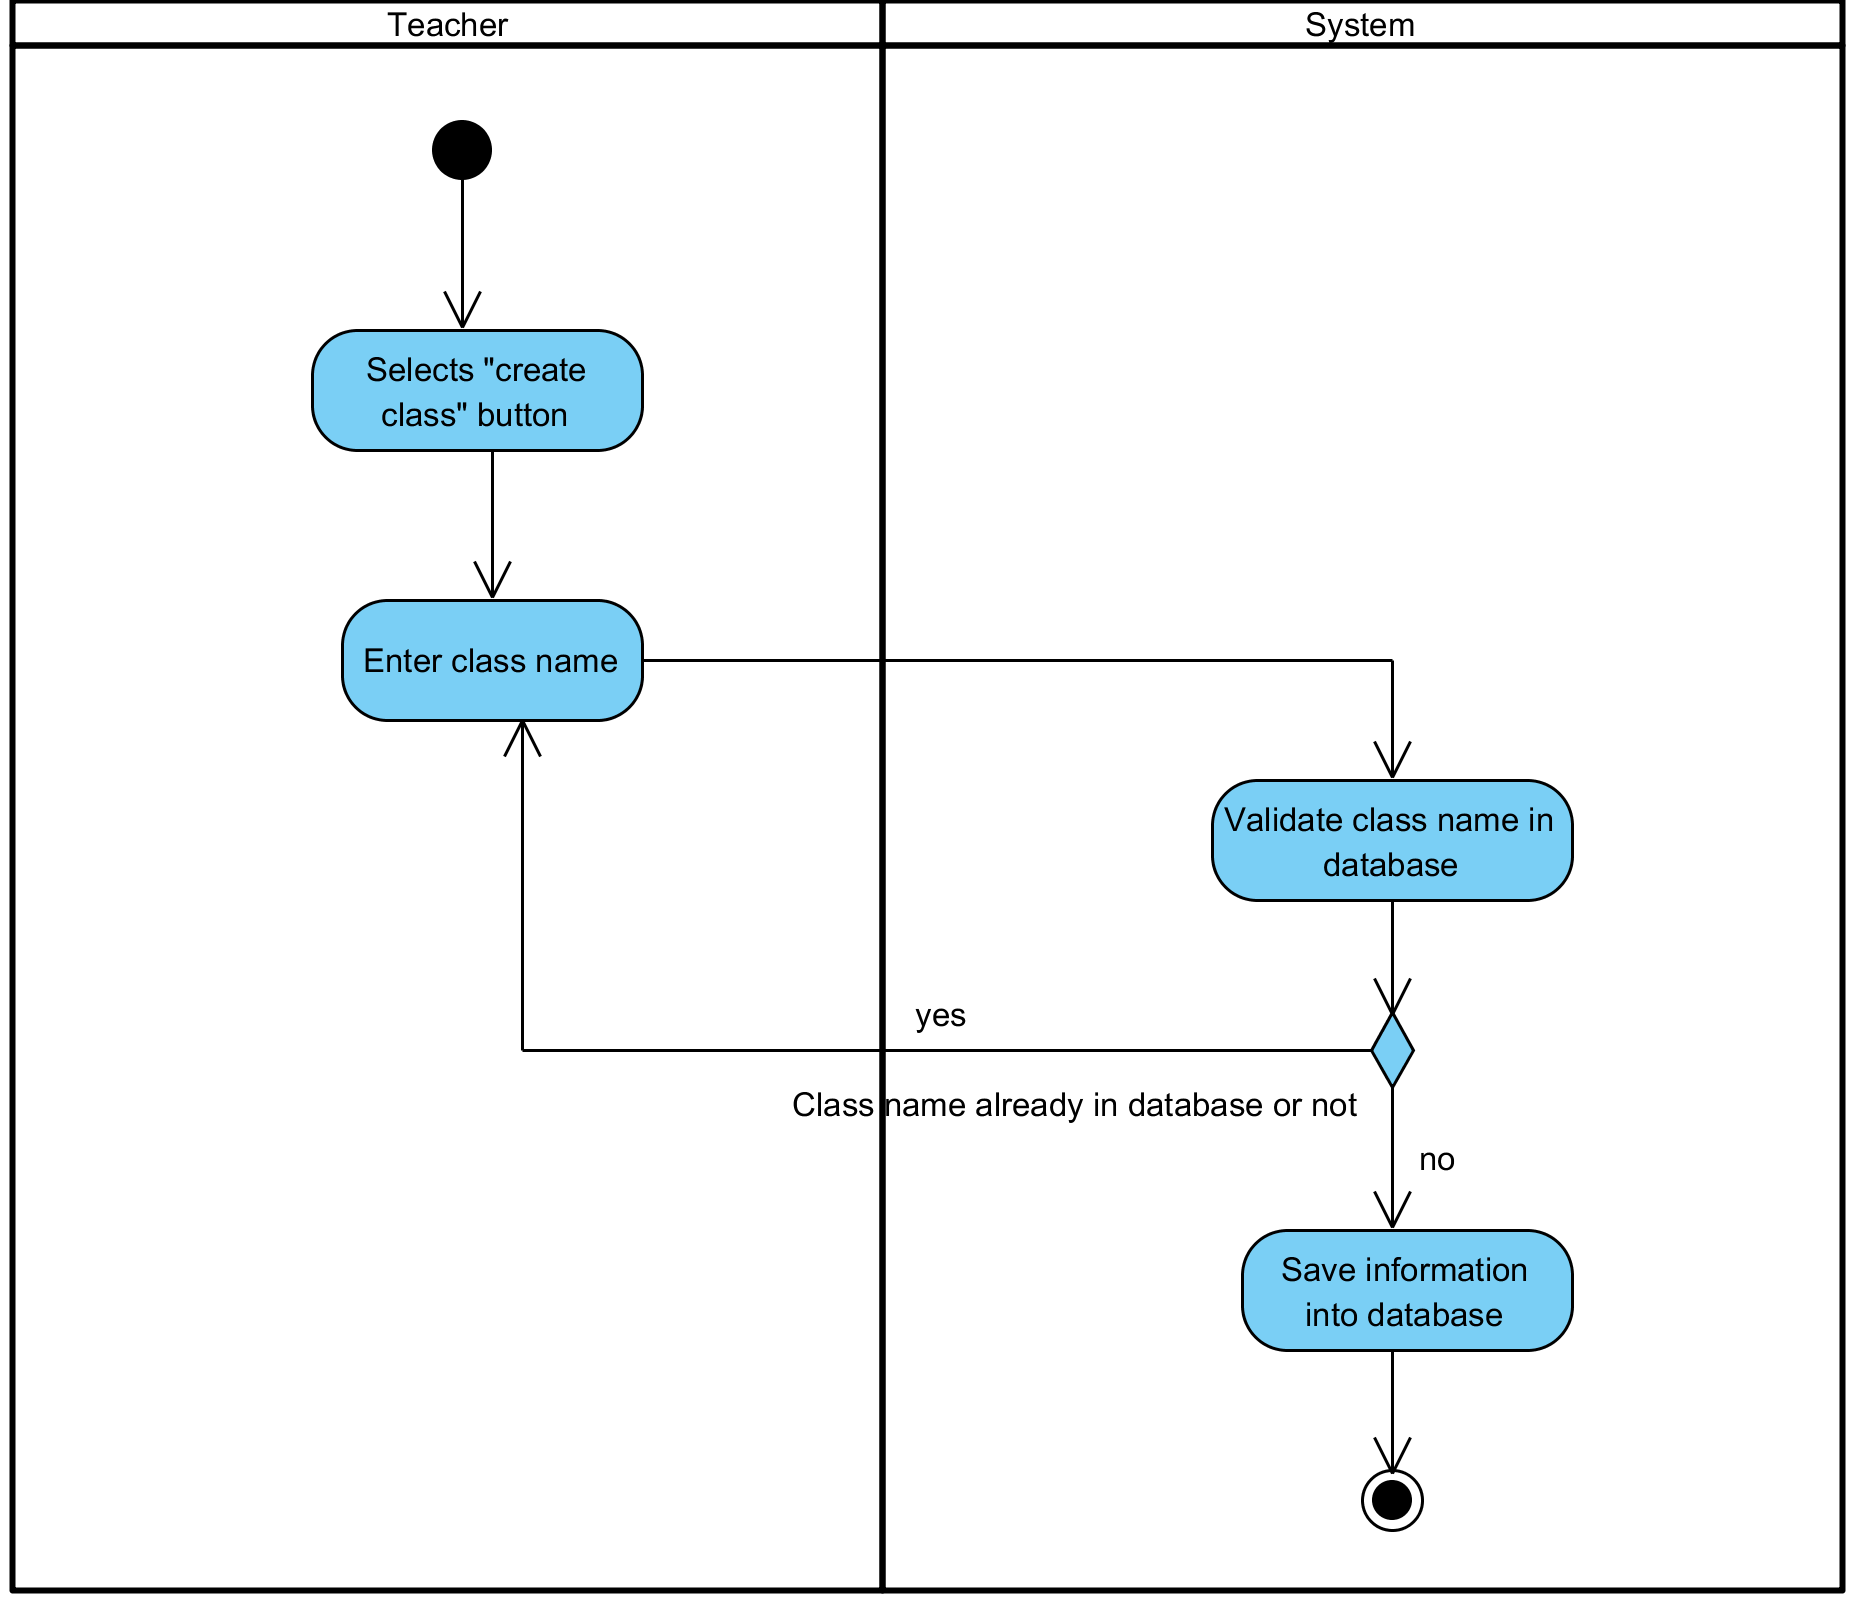 Teacher
System
Selects "create
class" button
Enter class name
Validate class name in
database
yes
Class name already in database or not
no
Save information
into database